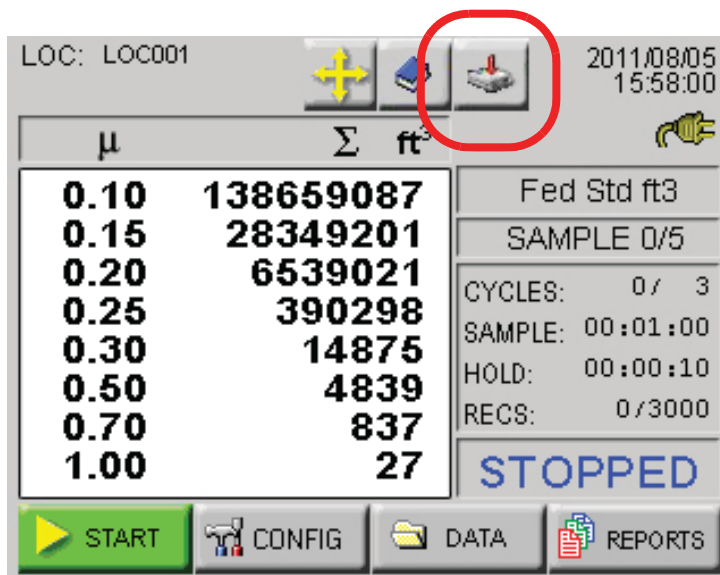 LOC: LOC001
2011/08/05
15:58:00
μ Σ ft³
0.10 138659087
0.15 28349201
0.20 6539021
0.25 390298
0.30 14875
0.50 4839
0.70 837
1.00 27
Fed Std ft3
SAMPLE 0/5
CYCLES: 0/ 3
SAMPLE: 00:01:00
HOLD: 00:00:10
RECS: 0/3000
STOPPED
START CONFIG DATA REPORTS